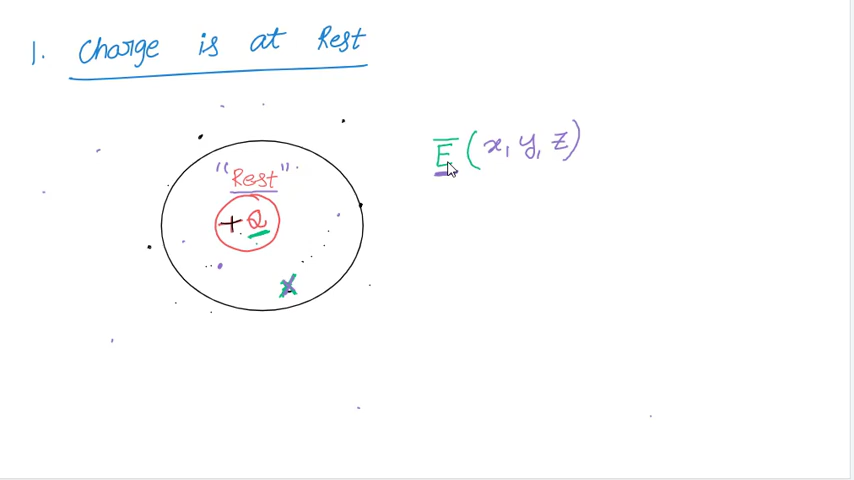 1. Charge is at Rest
E̅ (x, y, z)
"Rest"
+ Q
x